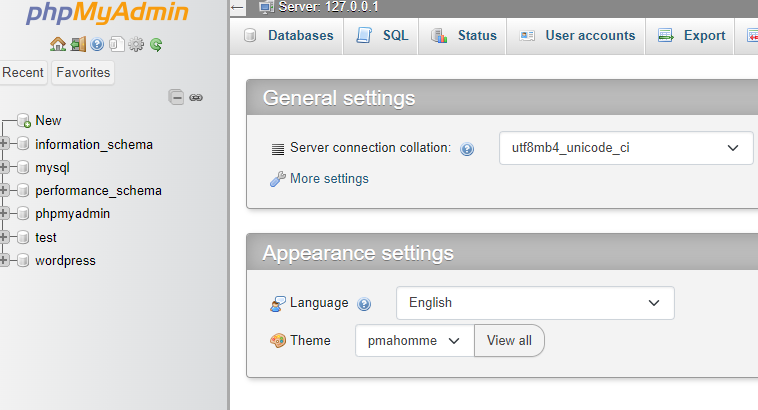 phpMyAdmin
Recent Favorites
New
information_schema
mysql
performance_schema
phpmyadmin
test
wordpress
Server: 127.0.0.1
Databases SQL Status User accounts Export
General settings
Server connection collation: utf8mb4_unicode_ci
More settings
Appearance settings
Language English
Theme pmahomme View all